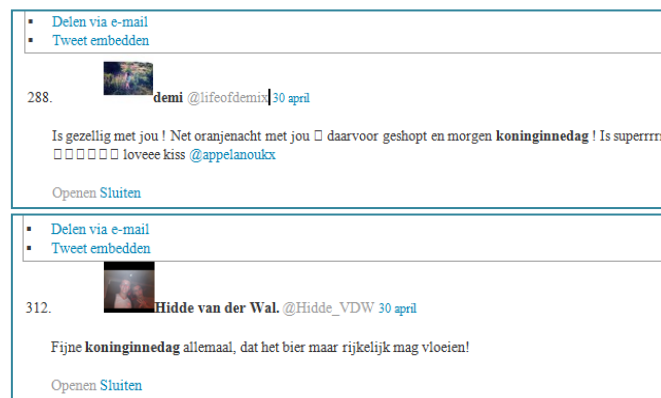 Delen via e-mail
Tweet embedden
288. demi @lifeofdemix 30 april
Is gezellig met jou ! Net oranjenacht met jou □ daarvoor geshopt en morgen koninginnedag ! Is superrrr
□□□□□□ loveee kiss @appelanoukx
Openen Sluiten
Delen via e-mail
Tweet embedden
312. Hidde van der Wal. @Hidde_VDW 30 april
Fijne koninginnedag allemaal, dat het bier maar rijkelijk mag vloeien!
Openen Sluiten